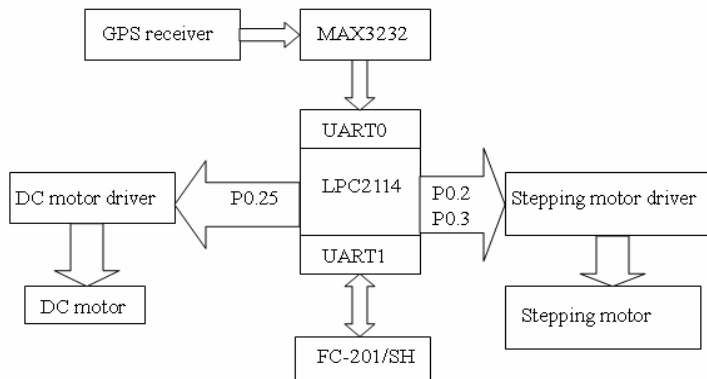 GPS receiver
MAX3232
UART0
LPC2114
UART1
P0.25
P0.2
P0.3
DC motor driver
Stepping motor driver
DC motor
Stepping motor
FC-201/SH